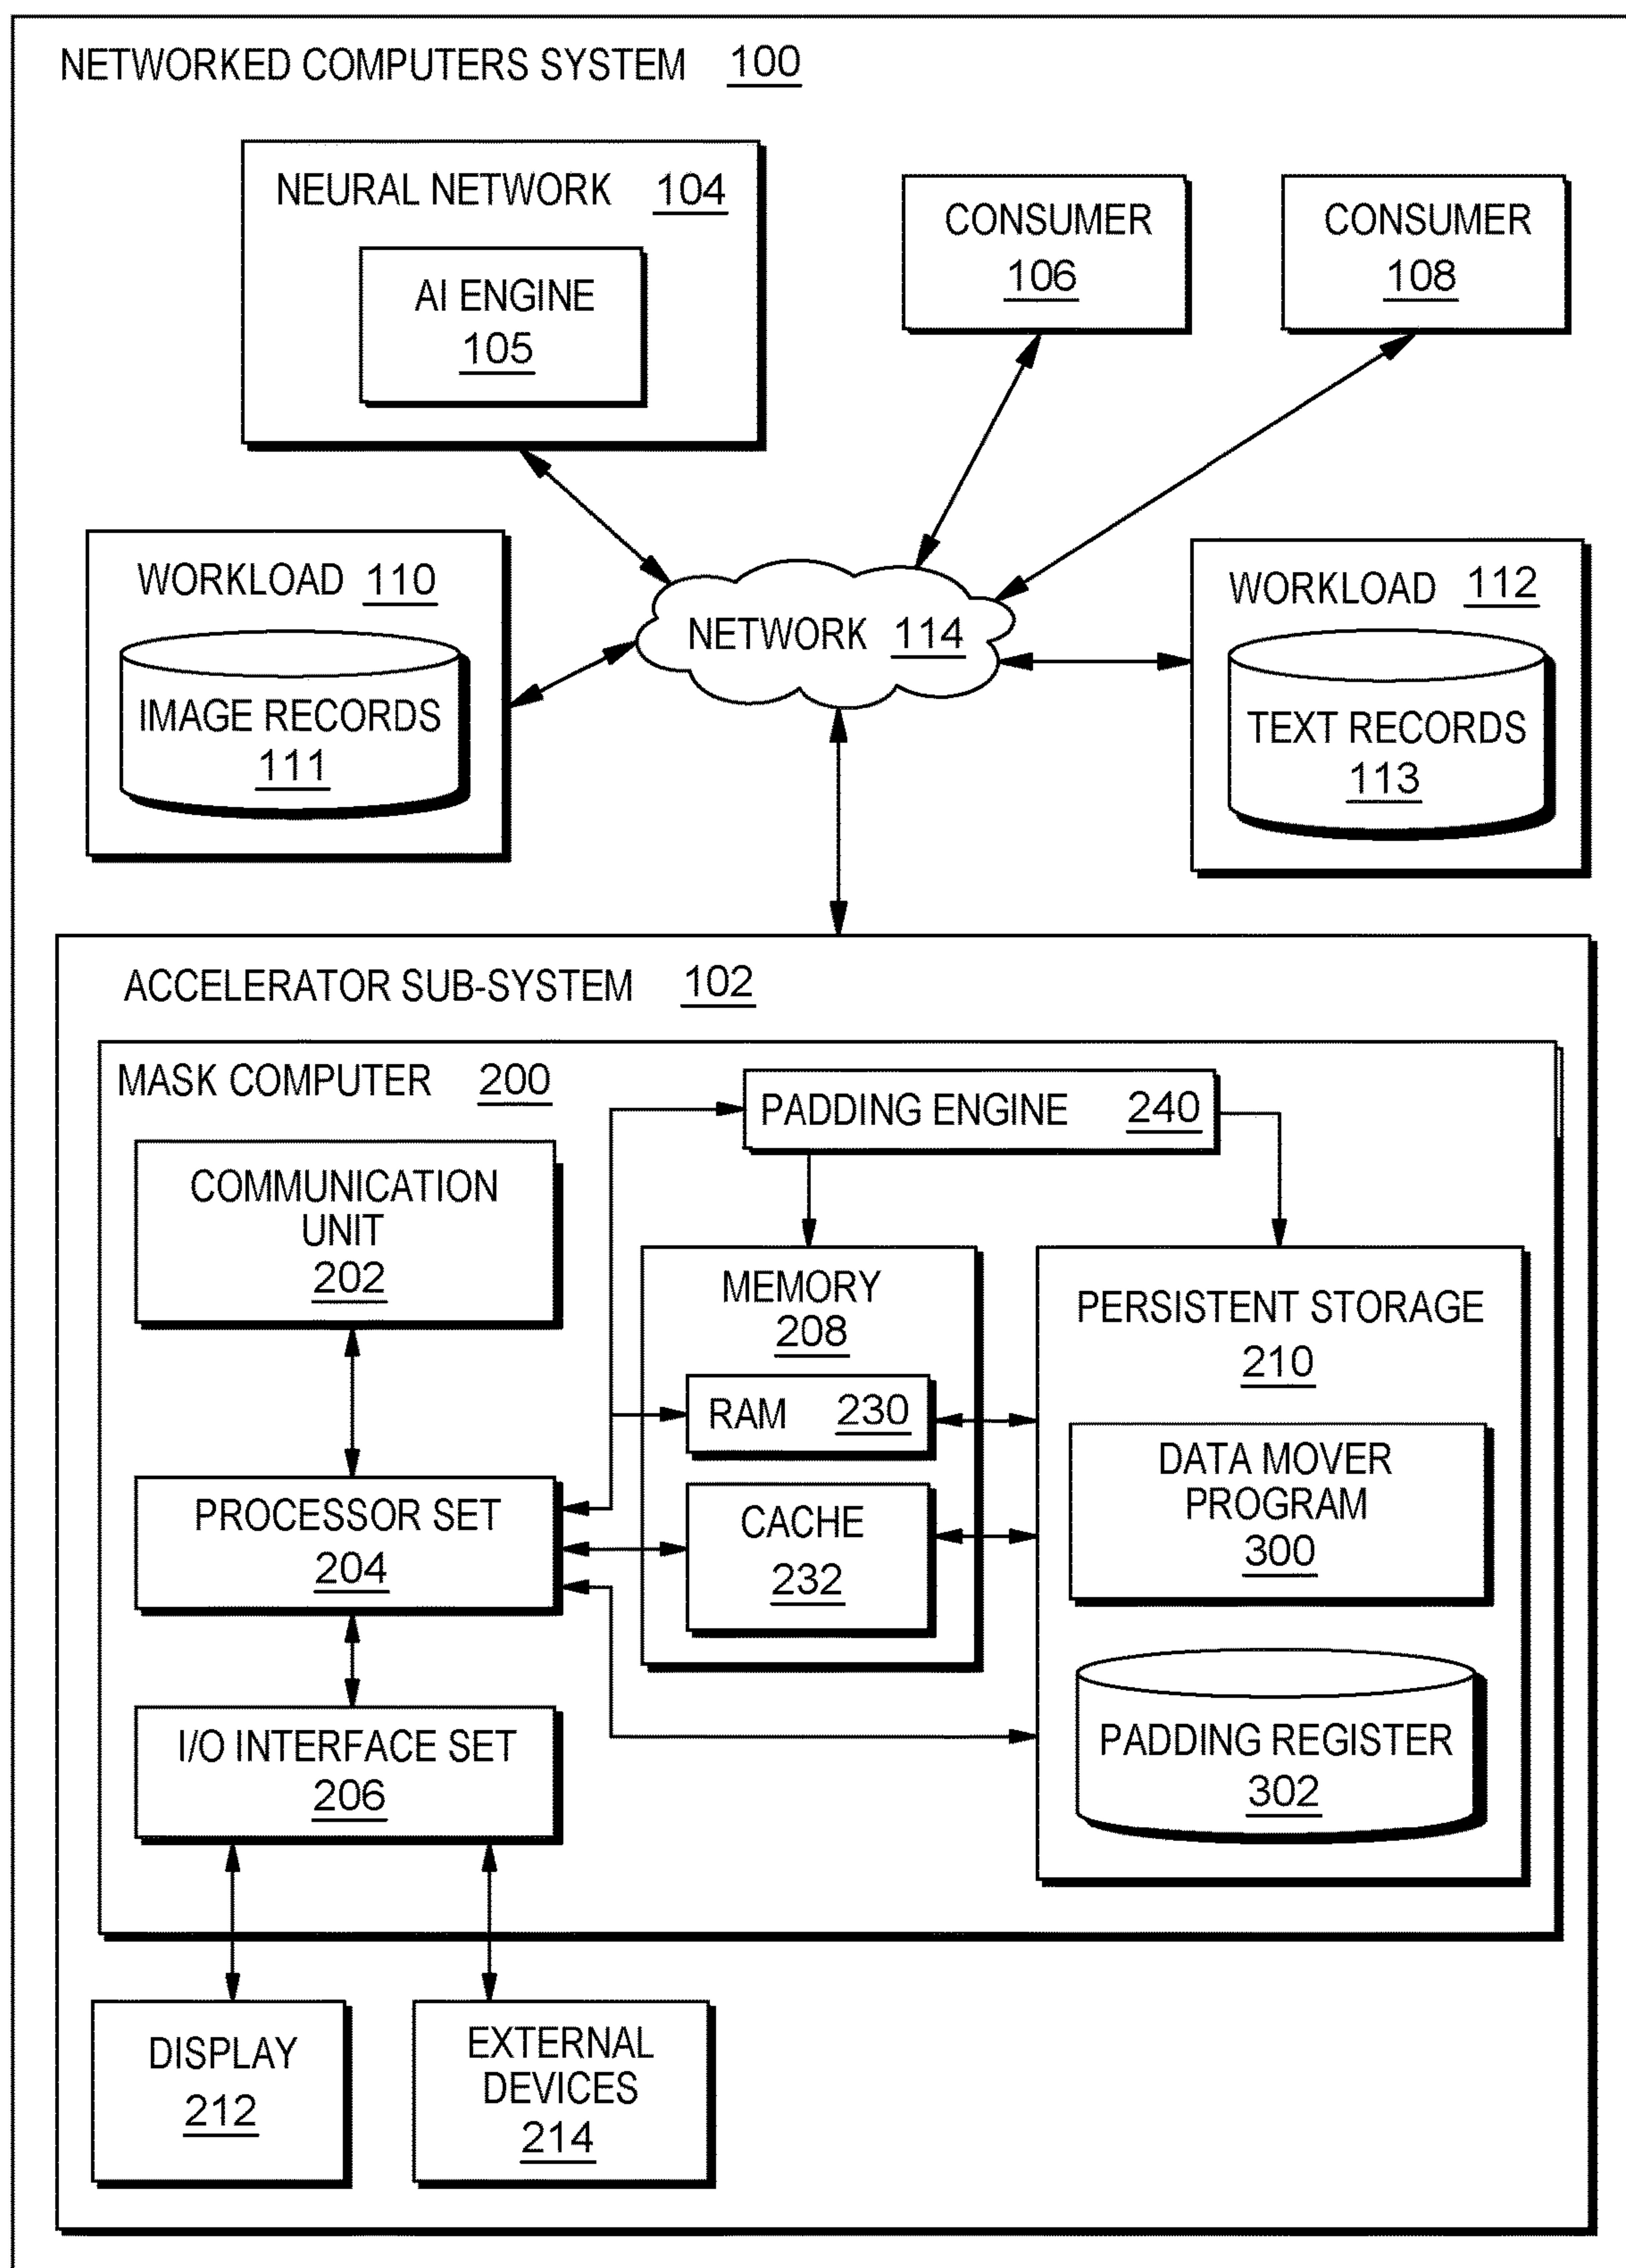 NETWORKED COMPUTERS SYSTEM 100
NEURAL NETWORK 104
AI ENGINE
105
CONSUMER
106
CONSUMER
108
WORKLOAD 110
IMAGE RECORDS
111
NETWORK 114
WORKLOAD 112
TEXT RECORDS
113
ACCELERATOR SUB-SYSTEM 102
MASK COMPUTER 200
PADDING ENGINE 240
COMMUNICATION
UNIT
202
MEMORY
208
RAM 230
CACHE
232
PERSISTENT STORAGE
210
DATA MOVER
PROGRAM
300
PADDING REGISTER
302
PROCESSOR SET
204
I/O INTERFACE SET
206
DISPLAY
212
EXTERNAL
DEVICES
214